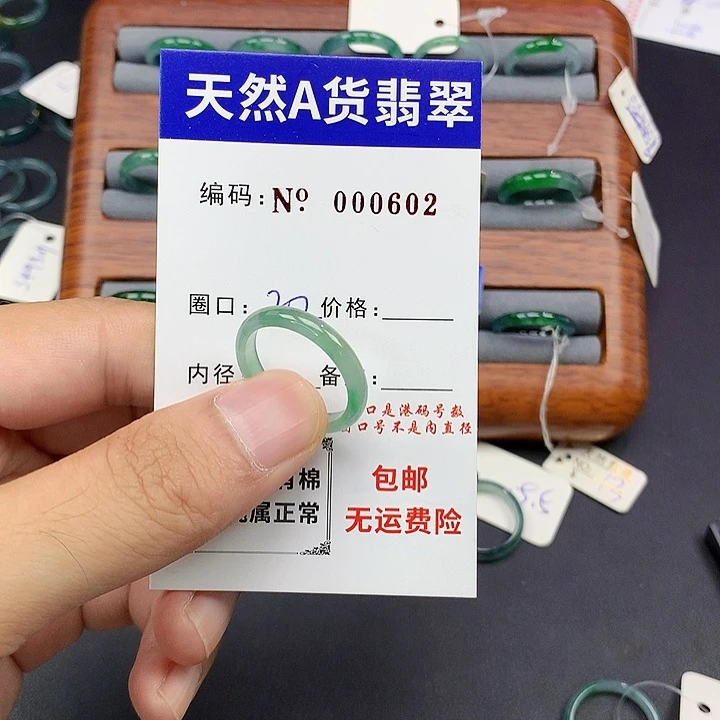 天然A货翡翠
编码：Nº 000602
圈口：20 价格：
内径 备 ：
口是港码号数
口号不是内直径
有棉 包邮
属正常 无运费险